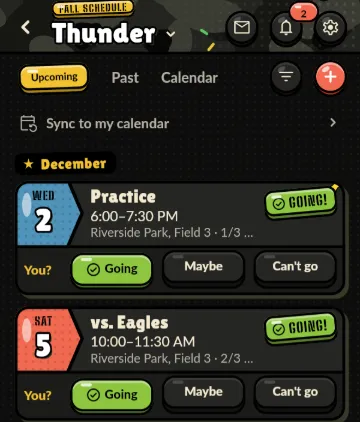 FALL SCHEDULE
Thunder
2
Upcoming
Past
Calendar
Sync to my calendar
December
WED
2
Practice
6:00–7:30 PM
Riverside Park, Field 3 · 1/3 ...
GOING!
You?
Going
Maybe
Can't go
SAT
5
vs. Eagles
10:00–11:30 AM
Riverside Park, Field 3 · 2/3 ...
GOING!
You?
Going
Maybe
Can't go